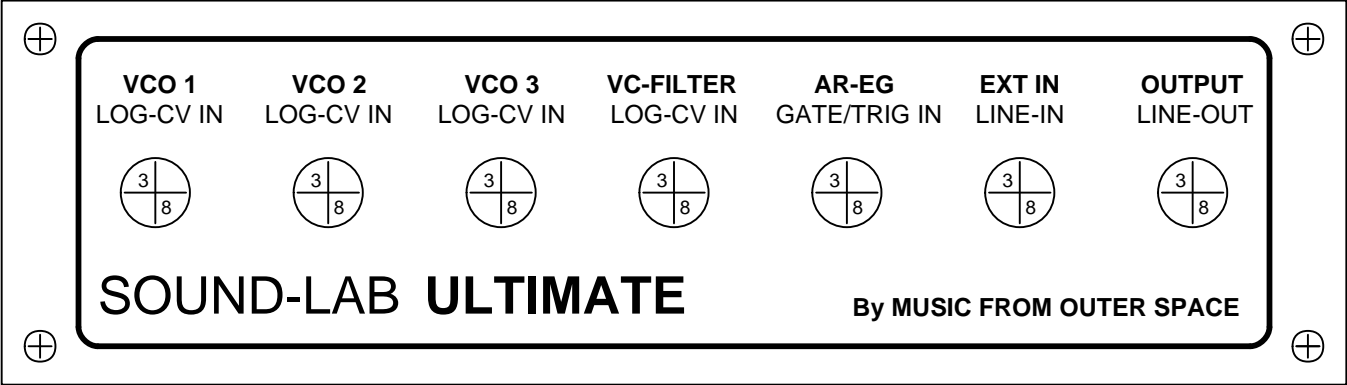 VCO 1 VCO 2 VCO 3 VC-FILTER AR-EG EXT IN OUTPUT
LOG-CV IN LOG-CV IN LOG-CV IN LOG-CV IN GATE/TRIG IN LINE-IN LINE-OUT
3 3 3 3 3 3 3
8 8 8 8 8 8 8
SOUND-LAB ULTIMATE
By MUSIC FROM OUTER SPACE